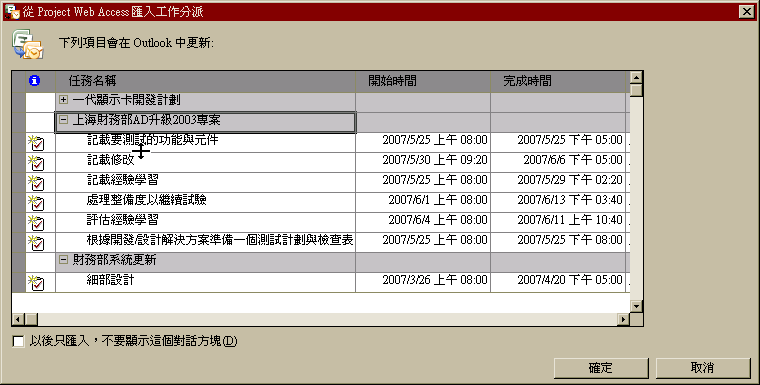 從 Project Web Access 匯入工作分派
下列項目會在 Outlook 中更新:
任務名稱 開始時間 完成時間
一代顯示卡開發計劃
上海財務部AD升級2003專案
記載要測試的功能與元件 2007/5/25 上午 08:00 2007/5/25 下午 05:00
記載修改 2007/5/30 上午 09:20 2007/6/6 下午 05:00
記載經驗學習 2007/5/25 上午 08:00 2007/5/29 下午 02:20
處理整備度以繼續試驗 2007/6/1 上午 08:00 2007/6/13 下午 03:40
評估經驗學習 2007/6/4 上午 08:00 2007/6/11 上午 10:40
根據開發/設計解決方案準備一個測試計劃與檢查表 2007/5/25 上午 08:00 2007/5/25 下午 08:00
財務部系統更新
細部設計 2007/3/26 上午 08:00 2007/4/20 下午 05:00
以後只匯入，不要顯示這個對話方塊(D)
確定 取消